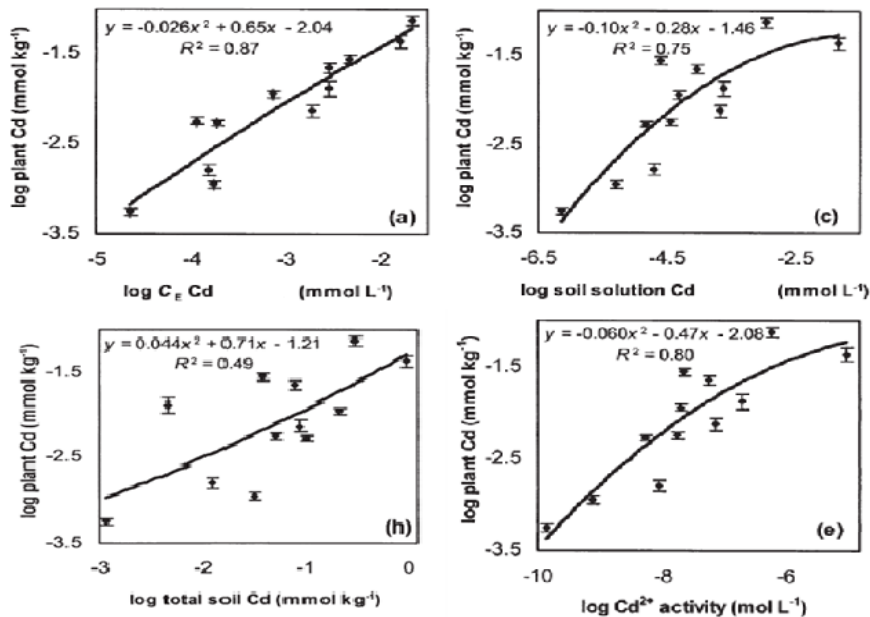 y = -0.026x² + 0.65x - 2.04
R² = 0.87
-1.5
-2.5
-3.5
log plant Cd (mmol kg⁻¹)
(a)
-5 -4 -3 -2
log C_E Cd (mmol L⁻¹)
y = -0.10x² - 0.28x - 1.46
R² = 0.75
-1.5
-2.5
-3.5
log plant Cd (mmol kg⁻¹)
(c)
-6.5 -4.5 -2.5
log soil solution Cd (mmol L⁻¹)
y = 0.044x² + 0.71x - 1.21
R² = 0.49
-1.5
-2.5
-3.5
log plant Cd (mmol kg⁻¹)
(h)
-3 -2 -1 0
log total soil Cd (mmol kg⁻¹)
y = -0.060x² - 0.47x - 2.08
R² = 0.80
-1.5
-2.5
-3.5
log plant Cd (mmol kg⁻¹)
(e)
-10 -8 -6
log Cd²⁺ activity (mol L⁻¹)